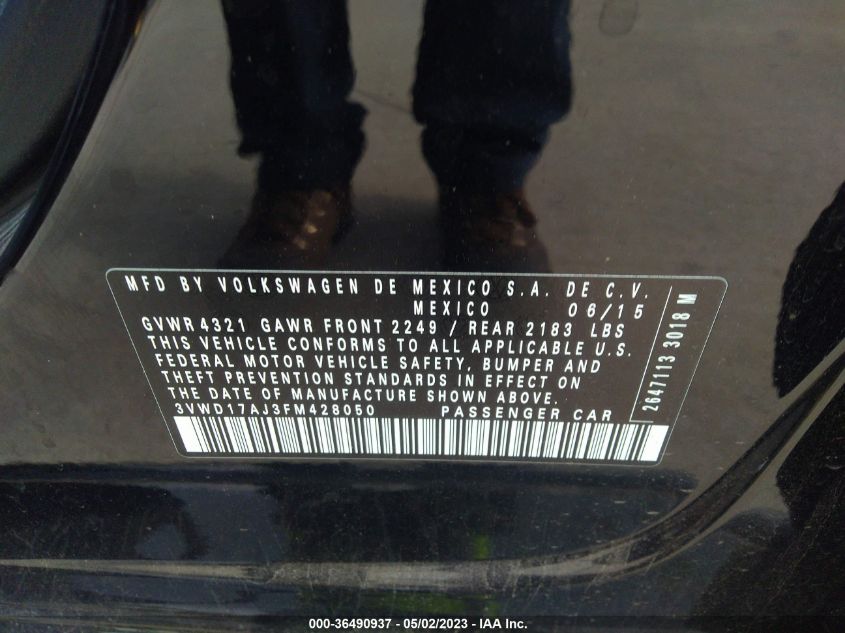 MFD BY VOLKSWAGEN DE MEXICO S.A. DE C.V.
MEXICO 06/15
GVWR 4321 GAWR FRONT 2249 / REAR 2183 LBS
THIS VEHICLE CONFORMS TO ALL APPLICABLE U.S.
FEDERAL MOTOR VEHICLE SAFETY, BUMPER AND
THEFT PREVENTION STANDARDS IN EFFECT ON
THE DATE OF MANUFACTURE SHOWN ABOVE.
3VWD17AJ3FM428050 PASSENGER CAR
2647113 3018 M
000-36490937 - 05/02/2023 - IAA Inc.